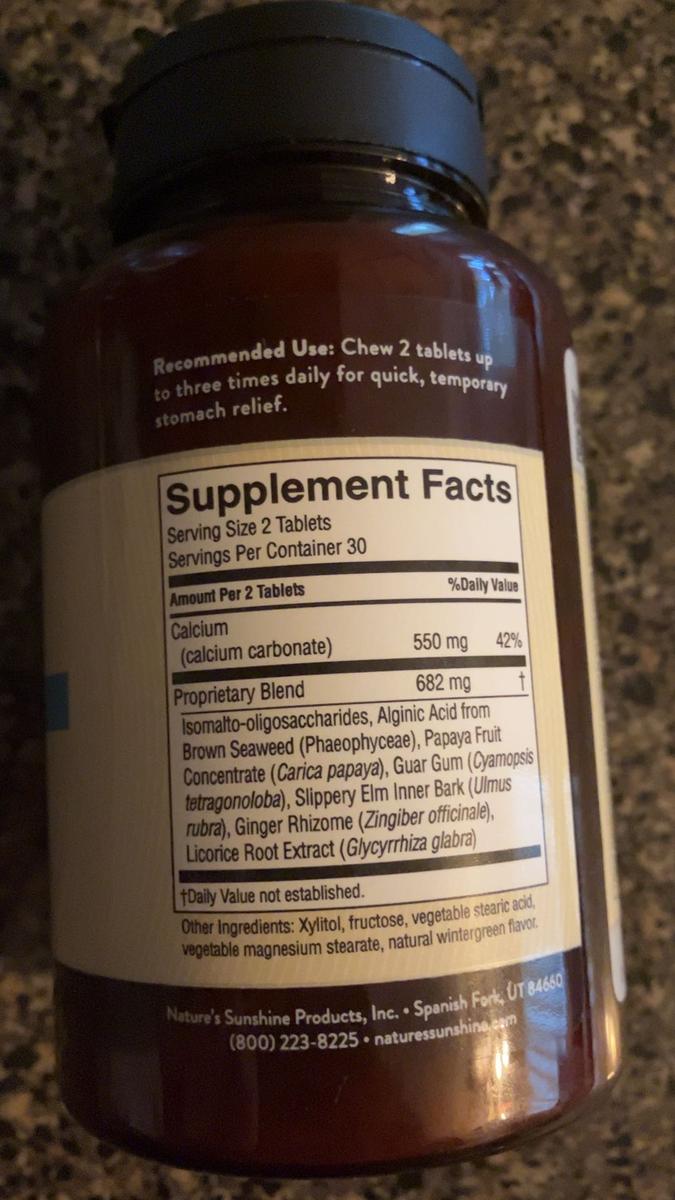 Recommended Use: Chew 2 tablets up
to three times daily for quick, temporary
stomach relief.
Supplement Facts
Serving Size 2 Tablets
Servings Per Container 30
Amount Per 2 Tablets %Daily Value
Calcium
(calcium carbonate) 550 mg 42%
Proprietary Blend 682 mg †
Isomalto-oligosaccharides, Alginic Acid from
Brown Seaweed (Phaeophyceae), Papaya Fruit
Concentrate (Carica papaya), Guar Gum (Cyamopsis
tetragonoloba), Slippery Elm Inner Bark (Ulmus
rubra), Ginger Rhizome (Zingiber officinale),
Licorice Root Extract (Glycyrrhiza glabra)
†Daily Value not established.
Other Ingredients: Xylitol, fructose, vegetable stearic acid,
vegetable magnesium stearate, natural wintergreen flavor.
Nature's Sunshine Products, Inc. • Spanish Fork, UT 84660
(800) 223-8225 • naturessunshine.com